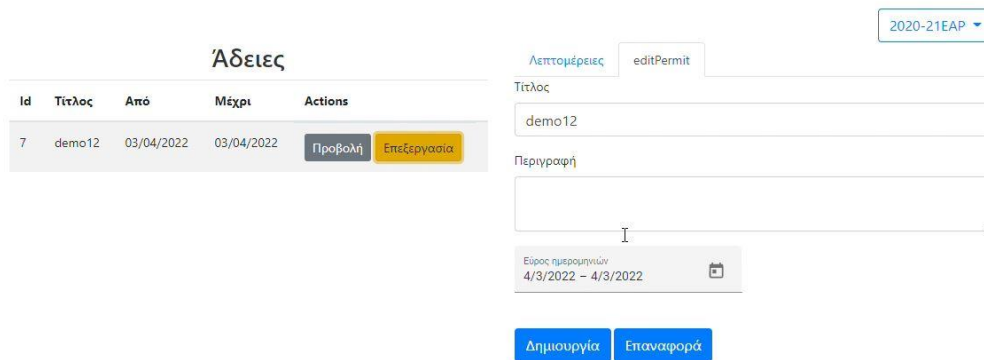 2020-21EAP
Άδειες
Id Τίτλος Από Μέχρι Actions
7 demo12 03/04/2022 03/04/2022 Προβολή Επεξεργασία
Λεπτομέρειες editPermit
Τίτλος
demo12
Περιγραφή
Εύρος ημερομηνιών
4/3/2022 – 4/3/2022
Δημιουργία Επαναφορά